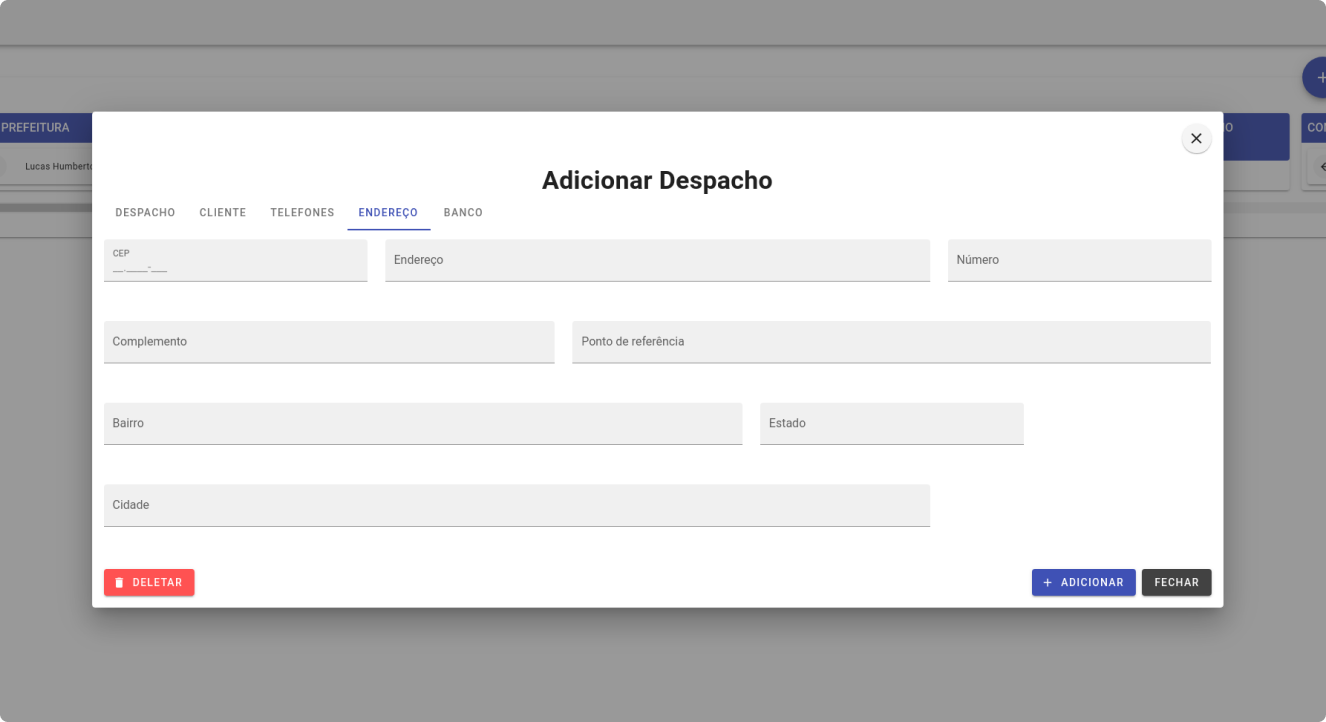 PREFEITURA
Lucas Humberto
Adicionar Despacho
DESPACHO CLIENTE TELEFONES ENDEREÇO BANCO
CEP
__.___-___
Endereço
Número
Complemento
Ponto de referência
Bairro
Estado
Cidade
DELETAR
+ ADICIONAR
FECHAR